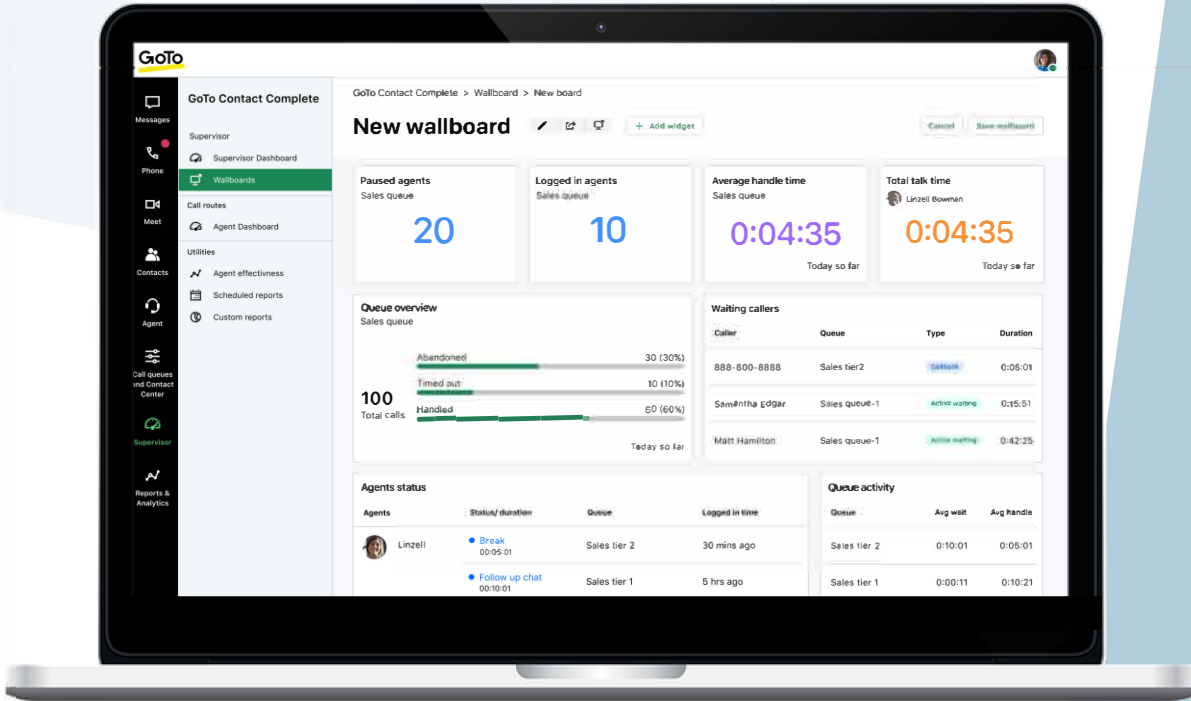 GoTo
Messages
Phone
Meet
Contacts
Agent
Call queues
and Contact
Center
Supervisor
Reports &
Analytics
GoTo Contact Complete
Supervisor
Supervisor Dashboard
Wallboards
Call routes
Agent Dashboard
Utilities
Agent effectivness
Scheduled reports
Custom reports
GoTo Contact Complete > Wallboard > New board
New wallboard
+ Add widget
Cancel
Save wallboard
Paused agents
Sales queue
20
Logged in agents
Sales queue
10
Average handle time
Sales queue
0:04:35
Today so far
Total talk time
Linzell Bowman
0:04:35
Today so far
Queue overview
Sales queue
100
Total calls
Abandoned 30 (30%)
Timed out 10 (10%)
Handled 60 (60%)
Today so far
Waiting callers
Caller Queue Type Duration
888-800-8888 Sales tier2 Callback 0:05:01
Samantha Edgar Sales queue-1 Active waiting 0:15:51
Matt Hamilton Sales queue-1 Active waiting 0:42:25
Agents status
Agents Status/ duration Queue Logged in time
Linzell Break Sales tier 2 30 mins ago
00:05:01
Follow up chat Sales tier 1 5 hrs ago
00:10:01
Queue activity
Queue Avg wait Avg handle
Sales tier 2 0:10:01 0:05:01
Sales tier 1 0:00:11 0:10:21